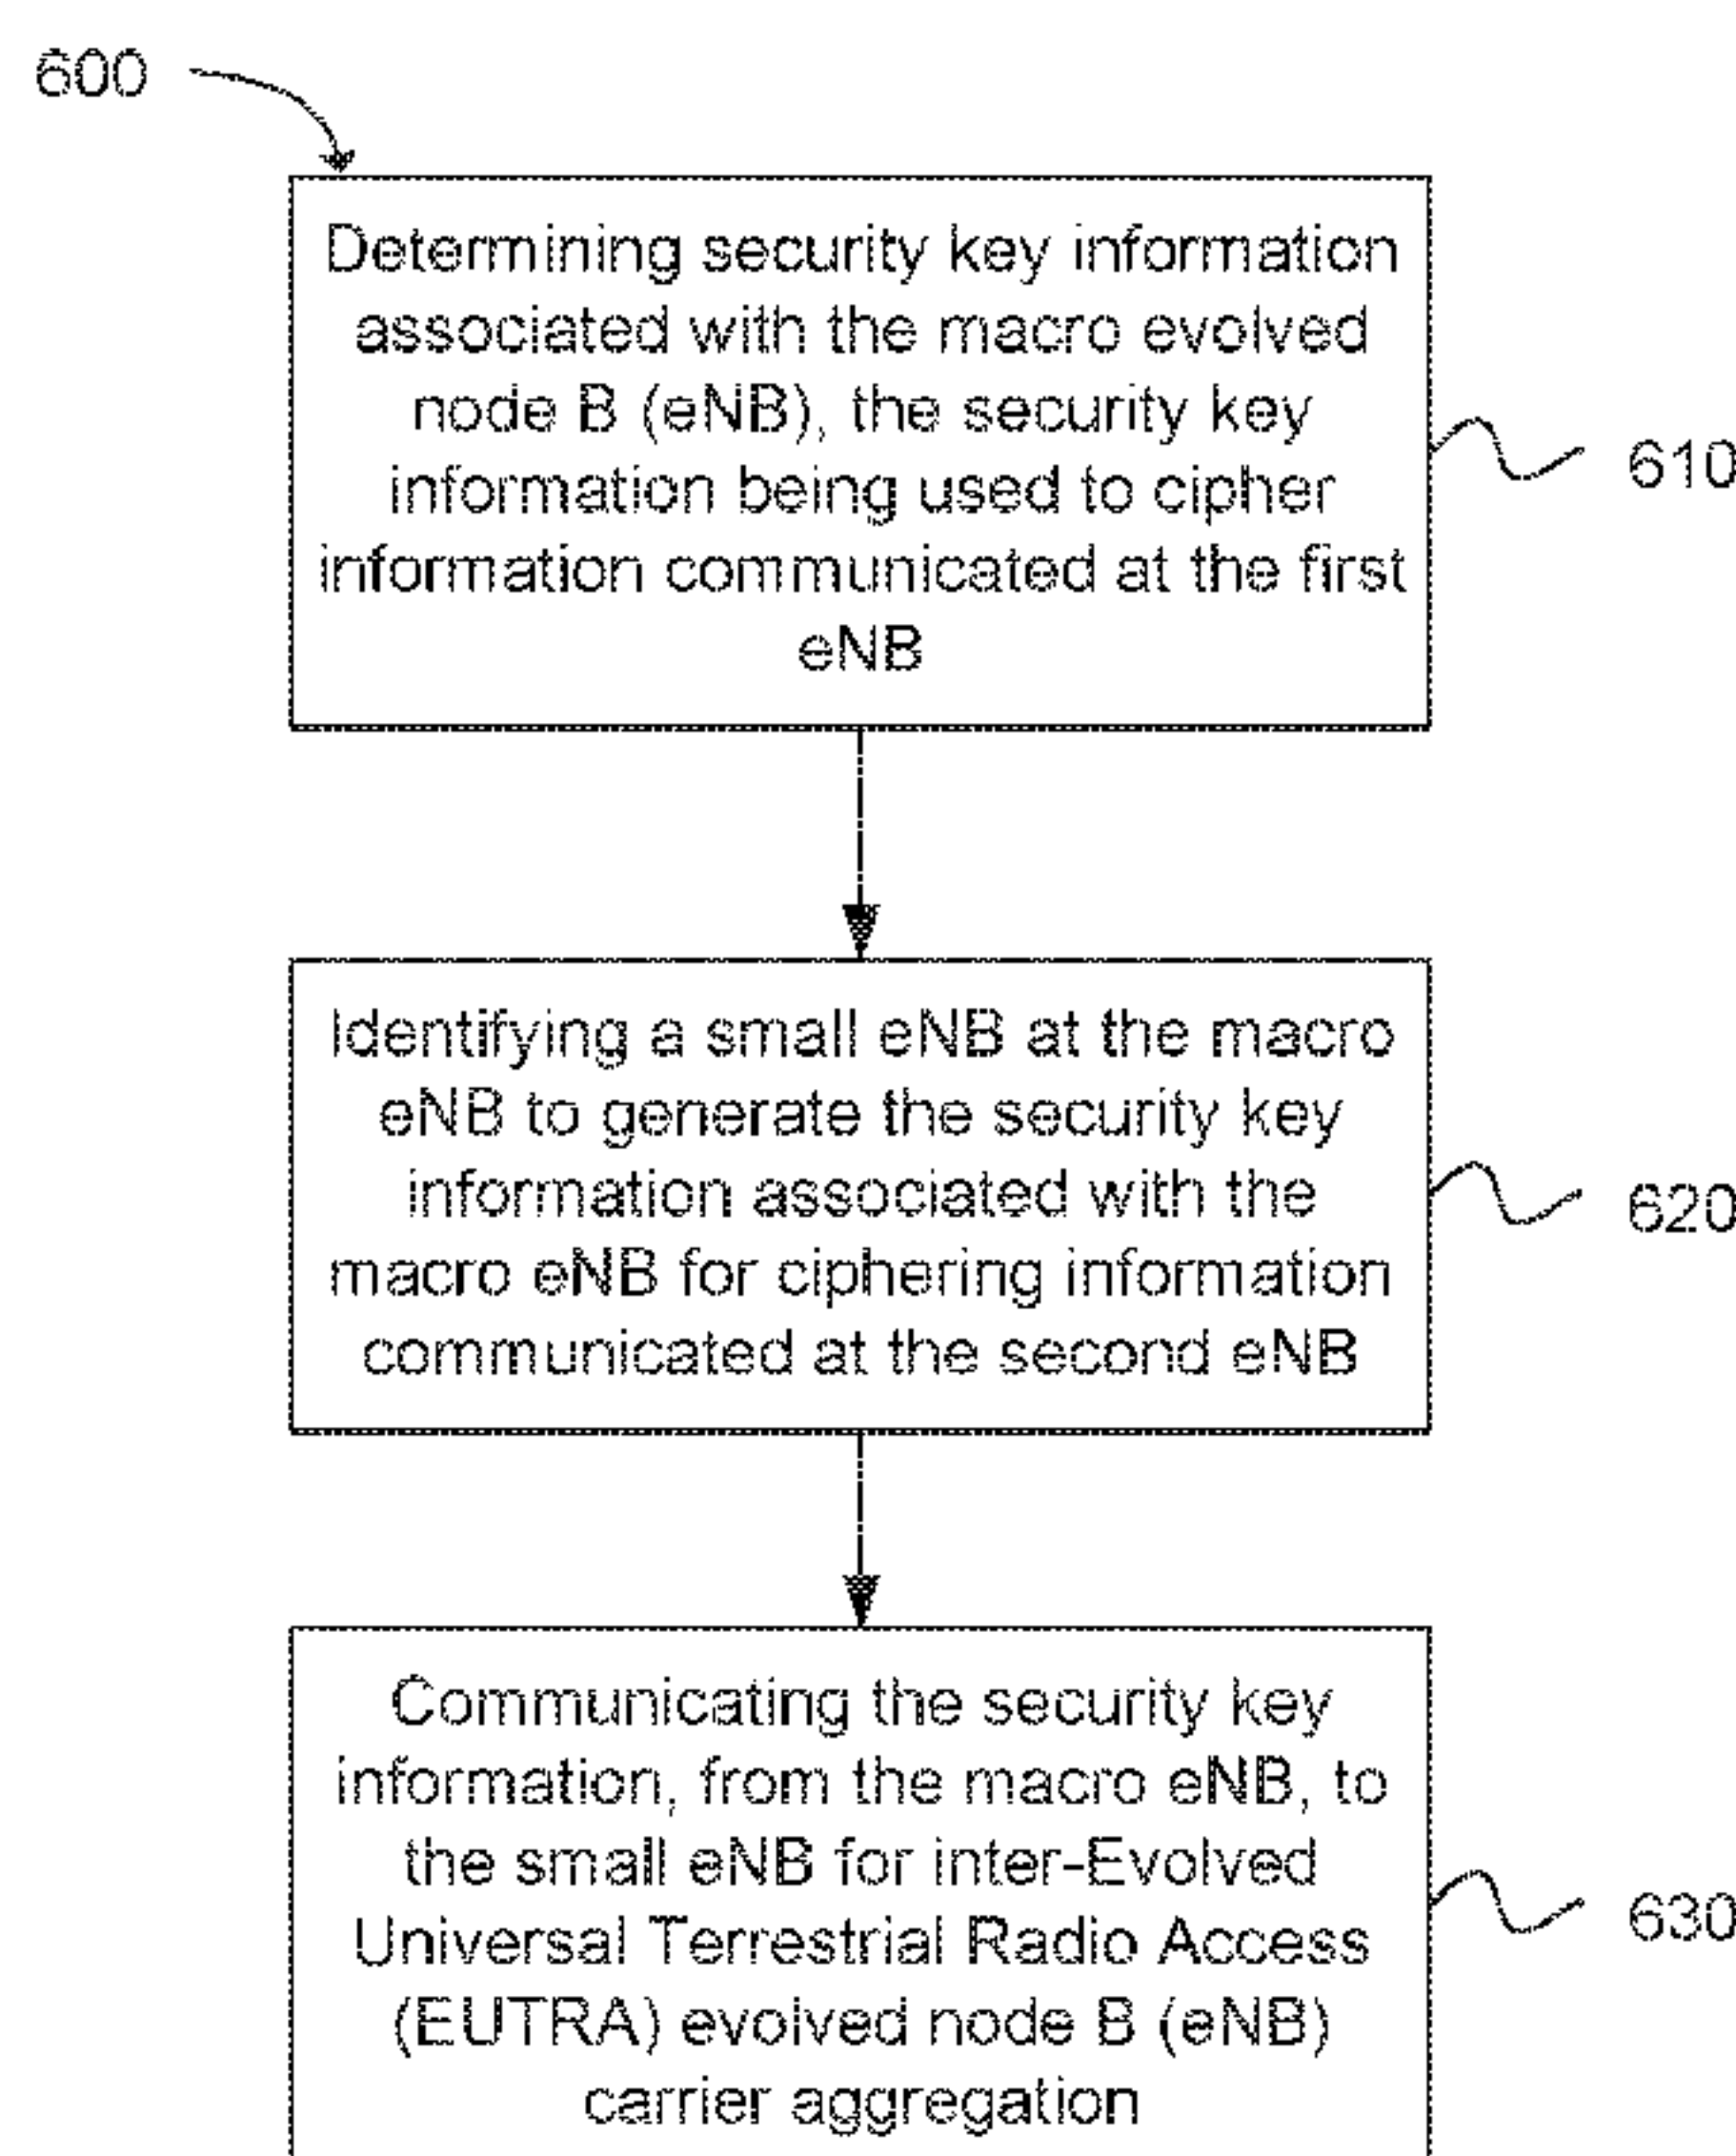 600
Determining security key information
associated with the macro evolved
node B (eNB), the security key
information being used to cipher
information communicated at the first
eNB
610
Identifying a small eNB at the macro
eNB to generate the security key
information associated with the
macro eNB for ciphering information
communicated at the second eNB
620
Communicating the security key
information, from the macro eNB, to
the small eNB for inter-Evolved
Universal Terrestrial Radio Access
(EUTRA) evolved node B (eNB)
carrier aggregation
630